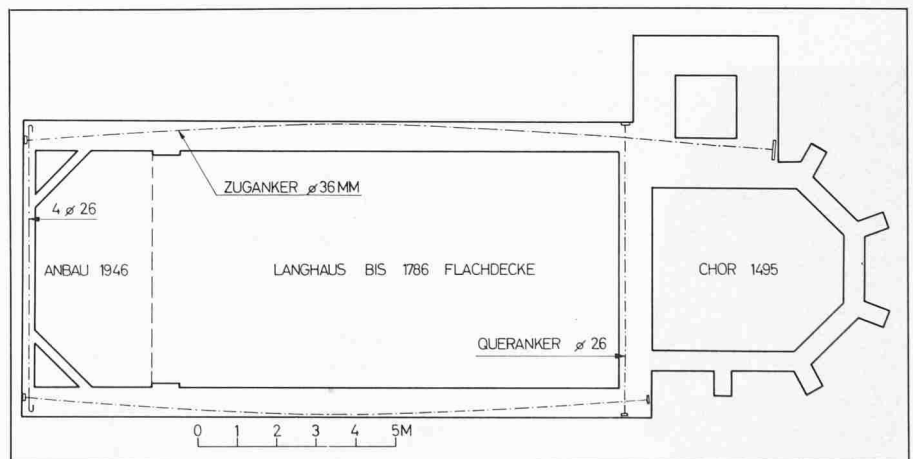 ZUGANKER ø 36 MM
4 ø 26
ANBAU 1946
LANGHAUS BIS 1786 FLACHDECKE
CHOR 1495
QUERANKER ø 26
0 1 2 3 4 5M